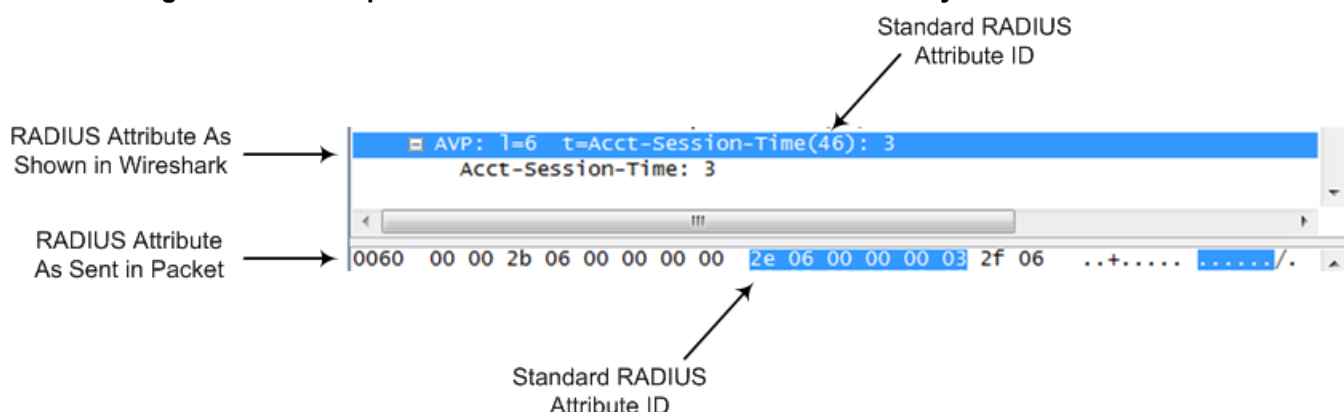 Standard RADIUS
Attribute ID
RADIUS Attribute As
Shown in Wireshark
AVP: l=6  t=Acct-Session-Time(46): 3
Acct-Session-Time: 3
RADIUS Attribute
As Sent in Packet
0060  00 00 2b 06 00 00 00 00  2e 06 00 00 00 03 2f 06  ..+..... ....../.
Standard RADIUS
Attribute ID